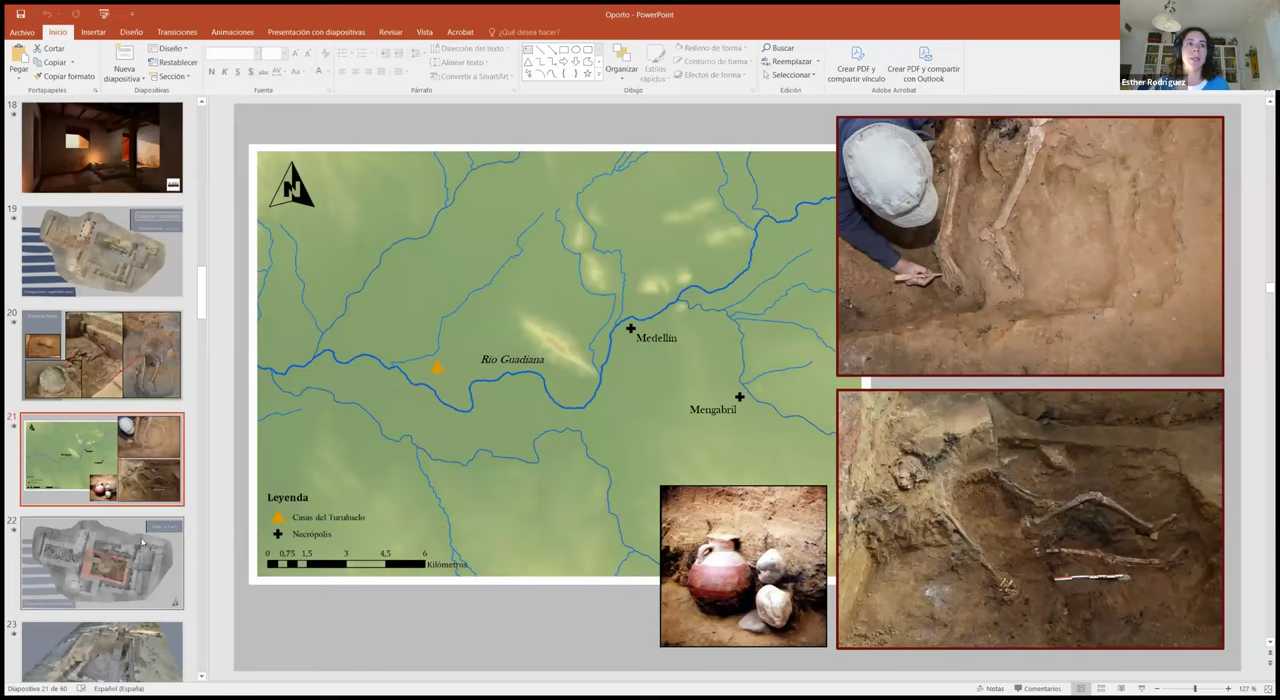 Oporto - PowerPoint
Archivo Inicio Insertar Diseño Transiciones Animaciones Presentación con diapositivas Revisar Vista Acrobat ¿Qué desea hacer?
Pegar
Cortar
Copiar
Copiar formato
Portapapeles
Nueva diapositiva
Diseño
Restablecer
Sección
Diapositivas
N K S S abc AV Aa A
Fuente
Dirección del texto
Alinear texto
Convertir a SmartArt
Párrafo
Organizar
Estilos rápidos
Relleno de forma
Contorno de forma
Efectos de forma
Dibujo
Buscar
Reemplazar
Seleccionar
Edición
Crear PDF y compartir vínculo
Crear PDF y compartir con Outlook
Adobe Acrobat
Esther Rodríguez
18
19
20
21
22
23
N
Medellín
Río Guadiana
Mengabril
Leyenda
Casas del Turuñuelo
Necrópolis
0 0,75 1,5 3 4,5 6
Kilómetros
Diapositiva 21 de 60 Español (España) Notas Comentarios 127 %